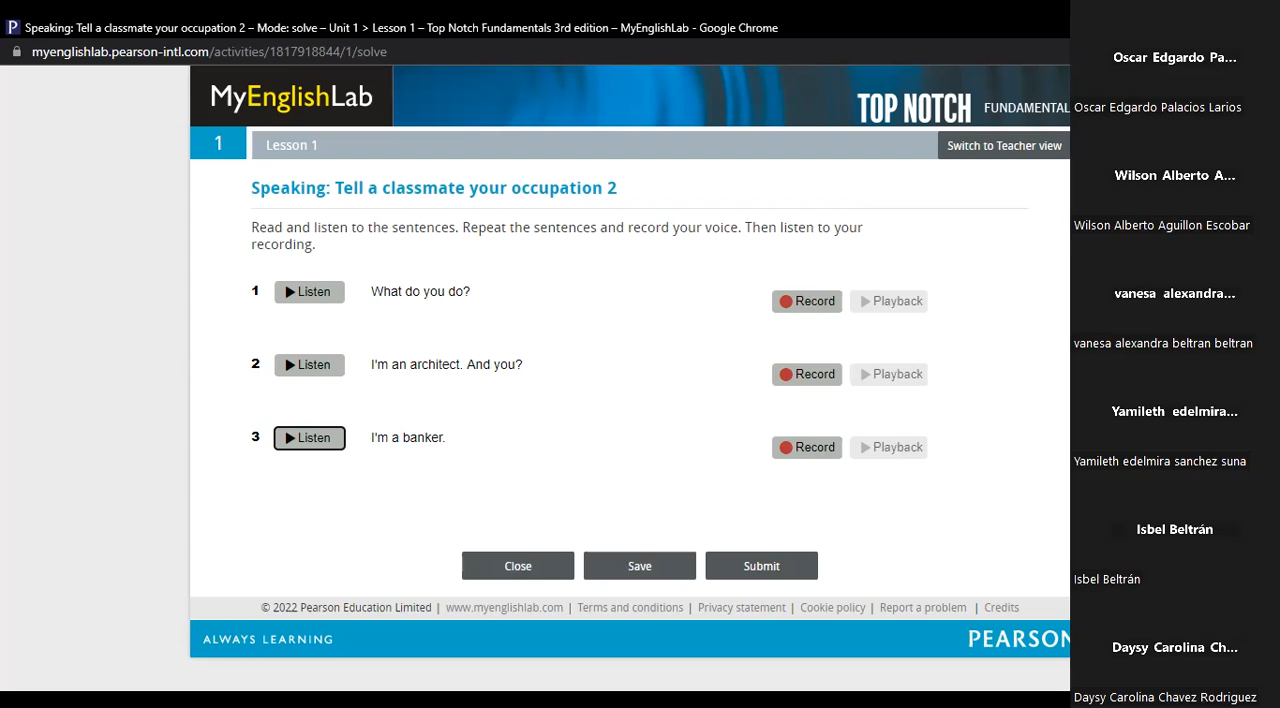 Speaking: Tell a classmate your occupation 2 – Mode: solve – Unit 1 > Lesson 1 – Top Notch Fundamentals 3rd edition – MyEnglishLab - Google Chrome
myenglishlab.pearson-intl.com/activities/1817918844/1/solve
MyEnglishLab
TOP NOTCH FUNDAMENTAL
1 Lesson 1 Switch to Teacher view
Speaking: Tell a classmate your occupation 2
Read and listen to the sentences. Repeat the sentences and record your voice. Then listen to your
recording.
1 Listen What do you do? Record Playback
2 Listen I'm an architect. And you? Record Playback
3 Listen I'm a banker. Record Playback
Close Save Submit
© 2022 Pearson Education Limited | www.myenglishlab.com | Terms and conditions | Privacy statement | Cookie policy | Report a problem | Credits
ALWAYS LEARNING PEARSON
Oscar Edgardo Pa...
Oscar Edgardo Palacios Larios
Wilson Alberto A...
Wilson Alberto Aguillon Escobar
vanesa alexandra...
vanesa alexandra beltran beltran
Yamileth edelmira...
Yamileth edelmira sanchez suna
Isbel Beltrán
Isbel Beltrán
Daysy Carolina Ch...
Daysy Carolina Chavez Rodriguez